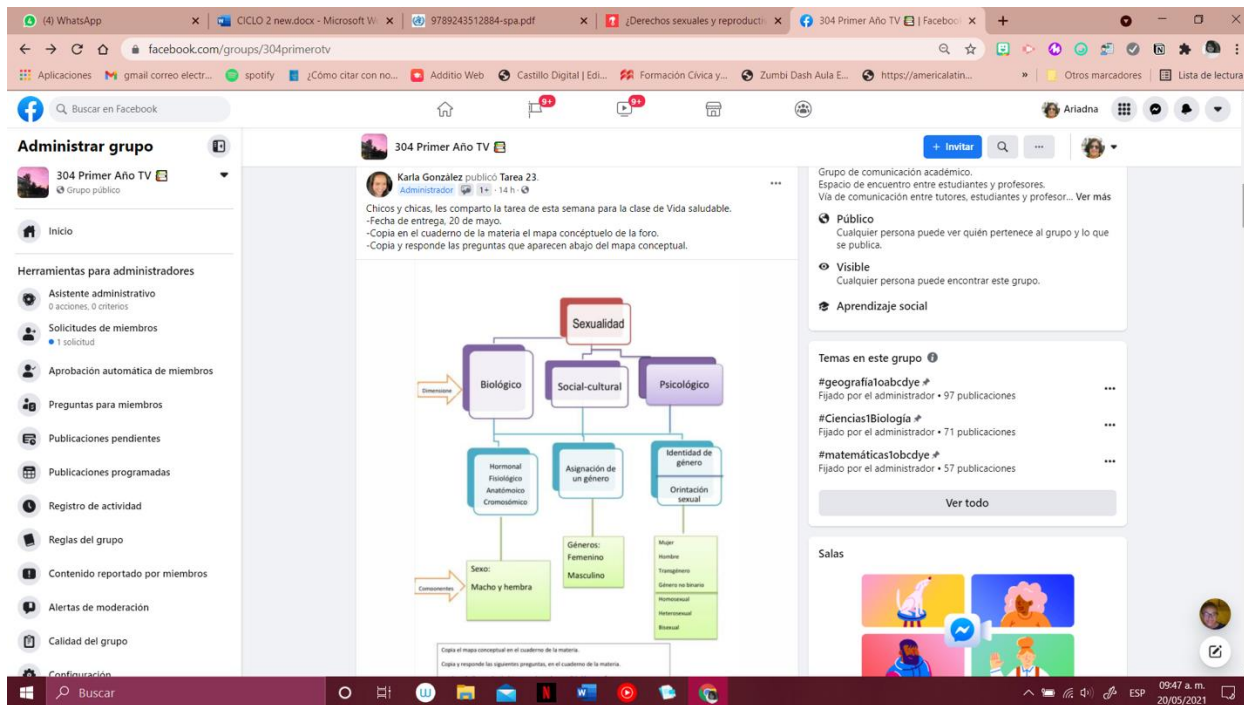 (4) WhatsApp
CICLO 2 new.docx - Microsoft W
9789243512884-spa.pdf
¿Derechos sexuales y reproducti
304 Primer Año TV | Facebook
facebook.com/groups/304primerotv
Aplicaciones
gmail correo electr...
spotify
¿Cómo citar con no...
Additio Web
Castillo Digital | Edi...
Formación Cívica y...
Zumbi Dash Aula E...
https://americalatin...
»
Otros marcadores
Lista de lectura
Buscar en Facebook
9+
9+
Ariadna
Administrar grupo
304 Primer Año TV
Grupo público
Inicio
Herramientas para administradores
Asistente administrativo
0 acciones, 0 criterios
Solicitudes de miembros
1 solicitud
Aprobación automática de miembros
Preguntas para miembros
Publicaciones pendientes
Publicaciones programadas
Registro de actividad
Reglas del grupo
Contenido reportado por miembros
Alertas de moderación
Calidad del grupo
Configuración
304 Primer Año TV
+ Invitar
Karla González publicó Tarea 23.
Administrador 1+ · 14 h ·
Chicos y chicas, les comparto la tarea de esta semana para la clase de Vida saludable.
-Fecha de entrega, 20 de mayo.
-Copia en el cuaderno de la materia el mapa concéptuelo de la foro.
-Copia y responde las preguntas que aparecen abajo del mapa conceptual.
Sexualidad
Dimensione
Biológico
Social-cultural
Psicológico
Hormonal
Fisiológico
Anatómoico
Cromosómico
Asignación de
un género
Identidad de
género
Orintación
sexual
Componentes
Sexo:
Macho y hembra
Géneros:
Femenino
Masculino
Mujer
Hombre
Transgénero
Género no binario
Homosexual
Heterosexual
Bisexual
Copia el mapa conceptual en el cuaderno de la materia.
Copia y responde las siguientes preguntas, en el cuaderno de la materia.
Grupo de comunicación académico.
Espacio de encuentro entre estudiantes y profesores.
Vía de comunicación entre tutores, estudiantes y profesor... Ver más
Público
Cualquier persona puede ver quién pertenece al grupo y lo que
se publica.
Visible
Cualquier persona puede encontrar este grupo.
Aprendizaje social
Temas en este grupo
#geografía1oabcdye
Fijado por el administrador • 97 publicaciones
#Ciencias1Biología
Fijado por el administrador • 71 publicaciones
#matemáticas1obcdye
Fijado por el administrador • 57 publicaciones
Ver todo
Salas
Buscar
ESP
09:47 a. m.
20/05/2021